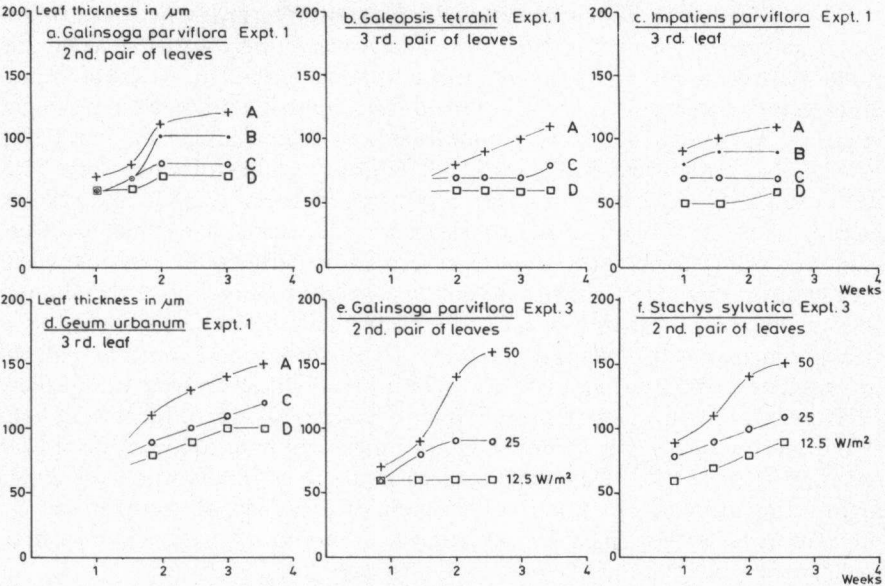 Leaf thickness in µm
a. Galinsoga parviflora Expt. 1
2 nd. pair of leaves
200
150
100
50
0
A
B
C
D
1 2 3 4
b. Galeopsis tetrahit Expt. 1
3 rd. pair of leaves
200
150
100
50
0
A
C
D
1 2 3 4
c. Impatiens parviflora Expt. 1
3 rd. leaf
200
150
100
50
0
A
B
C
D
1 2 3 4
Weeks
Leaf thickness in µm
d. Geum urbanum Expt. 1
3 rd. leaf
200
150
100
50
0
A
C
D
1 2 3 4
e. Galinsoga parviflora Expt. 3
2 nd. pair of leaves
200
150
100
50
0
50
25
12.5 W/m²
1 2 3 4
f. Stachys sylvatica Expt. 3
2 nd. pair of leaves
200
150
100
50
0
50
25
12.5 W/m²
1 2 3 4
Weeks